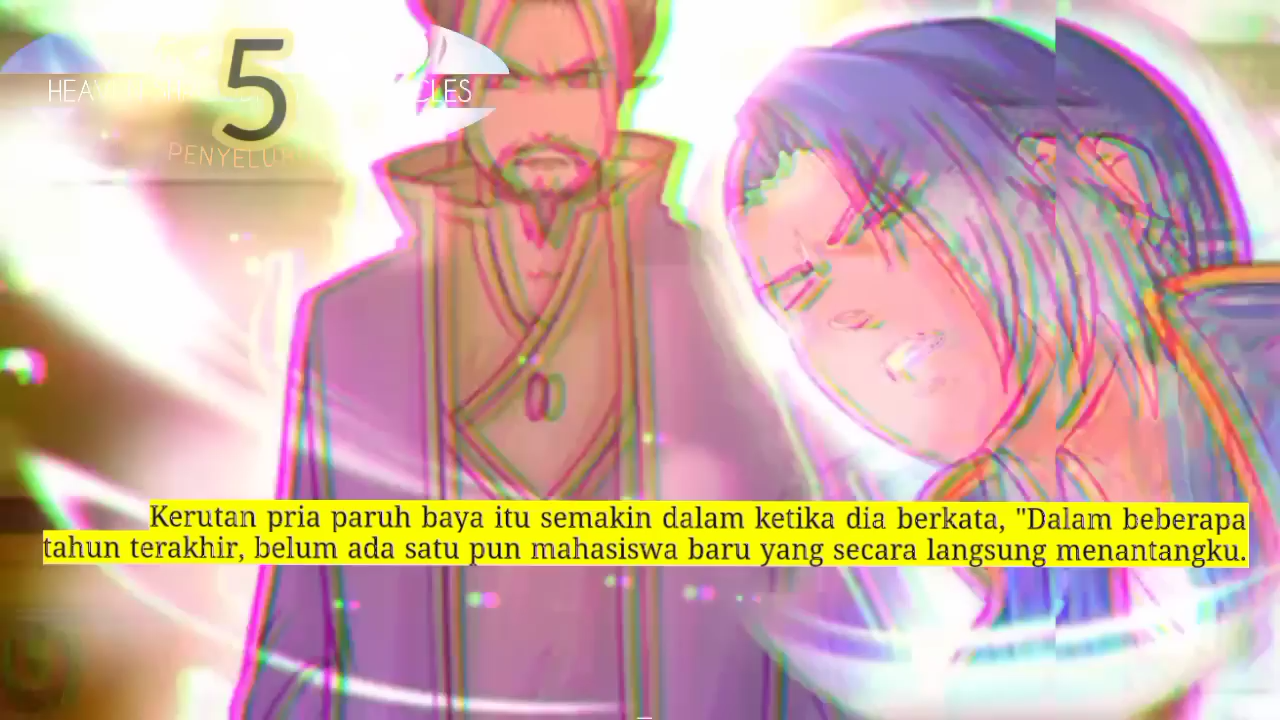 5
Kerutan pria paruh baya itu semakin dalam ketika dia berkata, "Dalam beberapa
tahun terakhir, belum ada satu pun mahasiswa baru yang secara langsung menantangku.